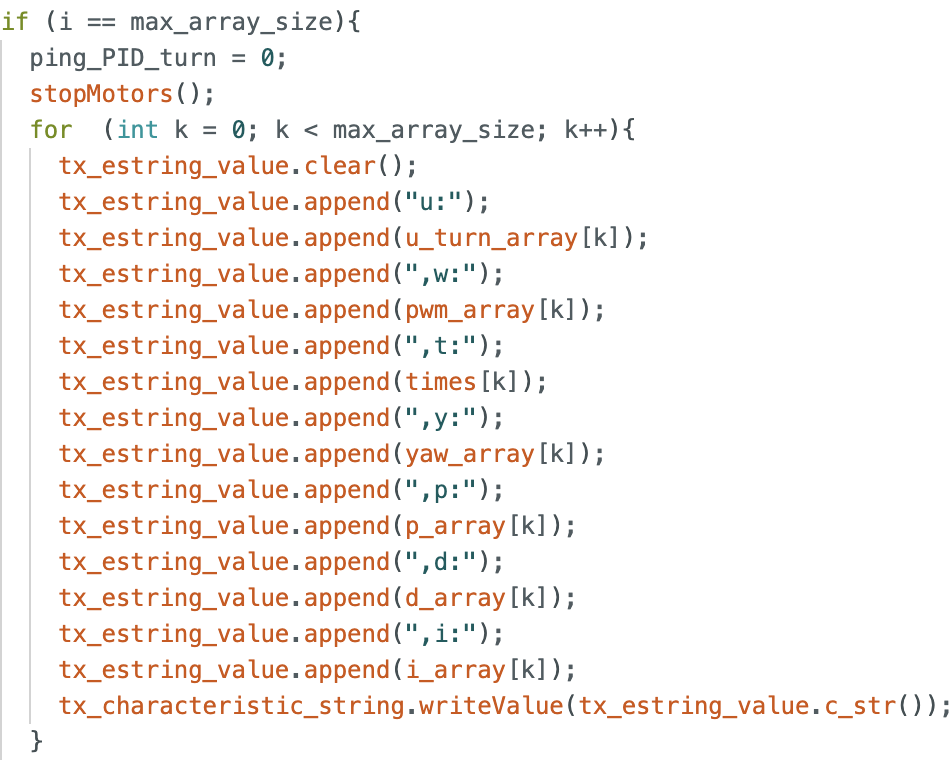 if (i == max_array_size){
  ping_PID_turn = 0;
  stopMotors();
  for  (int k = 0; k < max_array_size; k++){
    tx_estring_value.clear();
    tx_estring_value.append("u:");
    tx_estring_value.append(u_turn_array[k]);
    tx_estring_value.append(",w:");
    tx_estring_value.append(pwm_array[k]);
    tx_estring_value.append(",t:");
    tx_estring_value.append(times[k]);
    tx_estring_value.append(",y:");
    tx_estring_value.append(yaw_array[k]);
    tx_estring_value.append(",p:");
    tx_estring_value.append(p_array[k]);
    tx_estring_value.append(",d:");
    tx_estring_value.append(d_array[k]);
    tx_estring_value.append(",i:");
    tx_estring_value.append(i_array[k]);
    tx_characteristic_string.writeValue(tx_estring_value.c_str());
  }